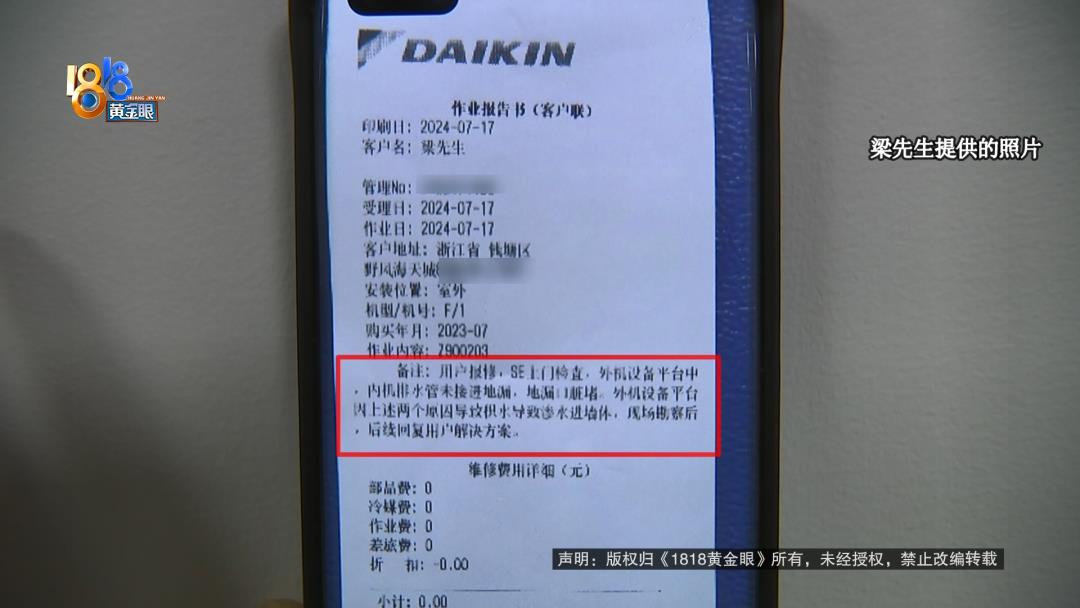 DAIKIN
1818
HUANG JIN YAN
黄金眼
作业报告书(客户联)
印刷日: 2024-07-17
客户名: 梁先生
梁先生提供的照片
管理No:
受理日: 2024-07-17
作业日: 2024-07-17
客户地址: 浙江省 钱塘区
野风海天城
安装位置: 室外
机型/机号: F/1
购买年月: 2023-07
作业内容: Z900203
备注: 用户报修,SE上门检查,外机设备平台中
,内机排水管未接进地漏,地漏口脏堵。外机设备平台
因上述两个原因导致积水导致渗水进墙体,现场勘察后
,后续回复用户解决方案。
维修费用详细(元)
部品费: 0
冷媒费: 0
作业费: 0
差旅费: 0
折 扣: -0.00
小计: 0.00
声明:版权归《1818黄金眼》所有,未经授权,禁止改编转载